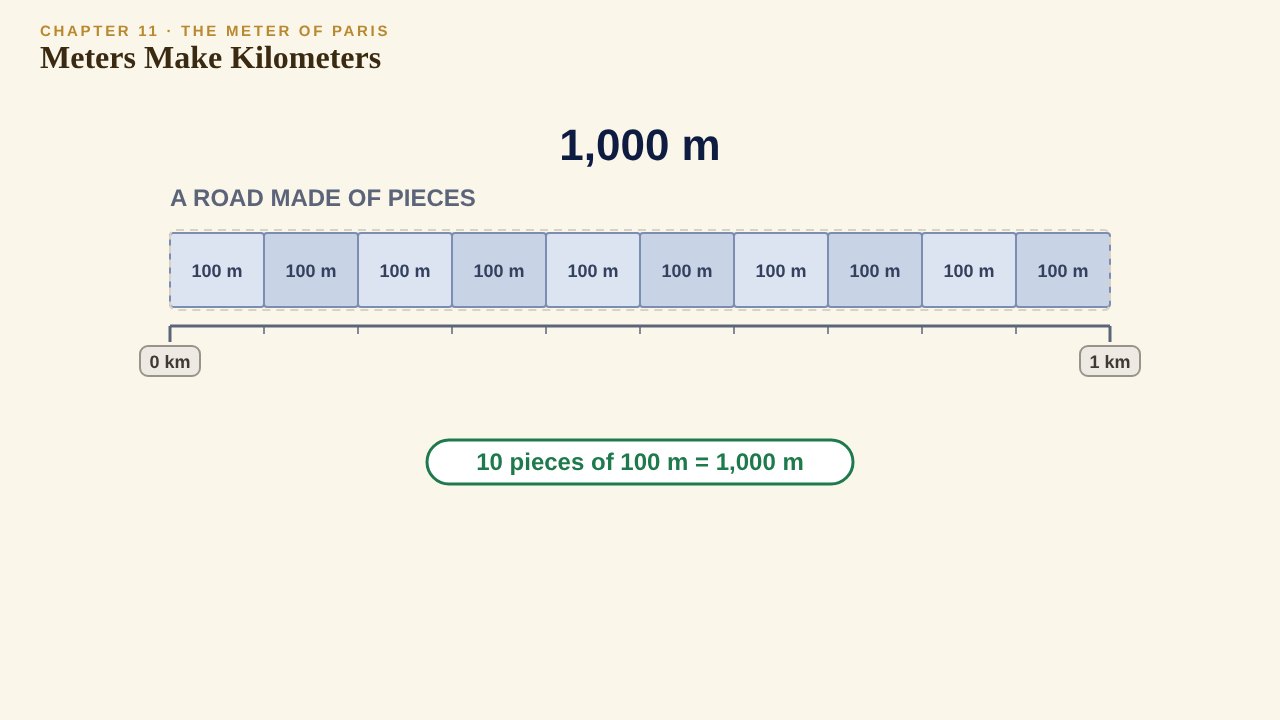 CHAPTER 11 · THE METER OF PARIS
Meters Make Kilometers
1,000 m
A ROAD MADE OF PIECES
100 m 100 m 100 m 100 m 100 m 100 m 100 m 100 m 100 m 100 m
0 km 1 km
10 pieces of 100 m = 1,000 m